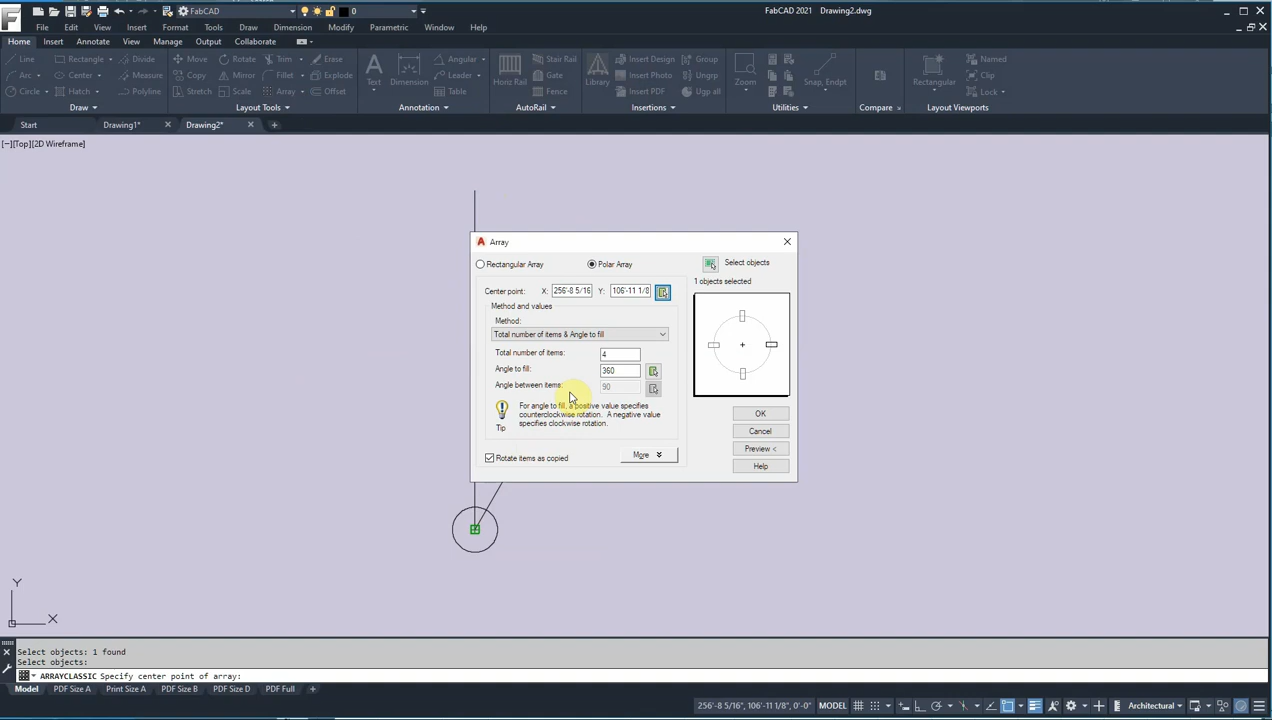 FabCAD
0
FabCAD 2021 Drawing2.dwg
File Edit View Insert Format Tools Draw Dimension Modify Parametric Window Help
Home Insert Annotate View Manage Output Collaborate
Line Rectangle Divide Move Rotate Trim Erase Angular Stair Rail Insert Design Group Named
Arc Center Measure Copy Mirror Fillet Explode Text Dimension Leader Horiz Rail Gate Library Insert Photo Ungrp Zoom Snap, Endpt Rectangular Clip
Circle Hatch Polyline Stretch Scale Array Offset Table Fence Insert PDF Ugp all Lock
Draw Layout Tools Annotation AutoRail Insertions Utilities Compare Layout Viewports
Start Drawing1* Drawing2*
[−][Top][2D Wireframe]
A Array
Rectangular Array Polar Array Select objects
1 objects selected
Center point: X: 256'-8 5/16 Y: 106'-11 1/8
Method and values
Method:
Total number of items & Angle to fill
Total number of items: 4
Angle to fill: 360
Angle between items: 90
For angle to fill, a positive value specifies
counterclockwise rotation. A negative value
specifies clockwise rotation.
Tip
Rotate items as copied More
OK
Cancel
Preview <
Help
Y
X
Select objects: 1 found
Select objects:
ARRAYCLASSIC Specify center point of array:
Model PDF Size A Print Size A PDF Size B PDF Size D PDF Full
256'-8 5/16", 106'-11 1/8", 0'-0" MODEL Architectural